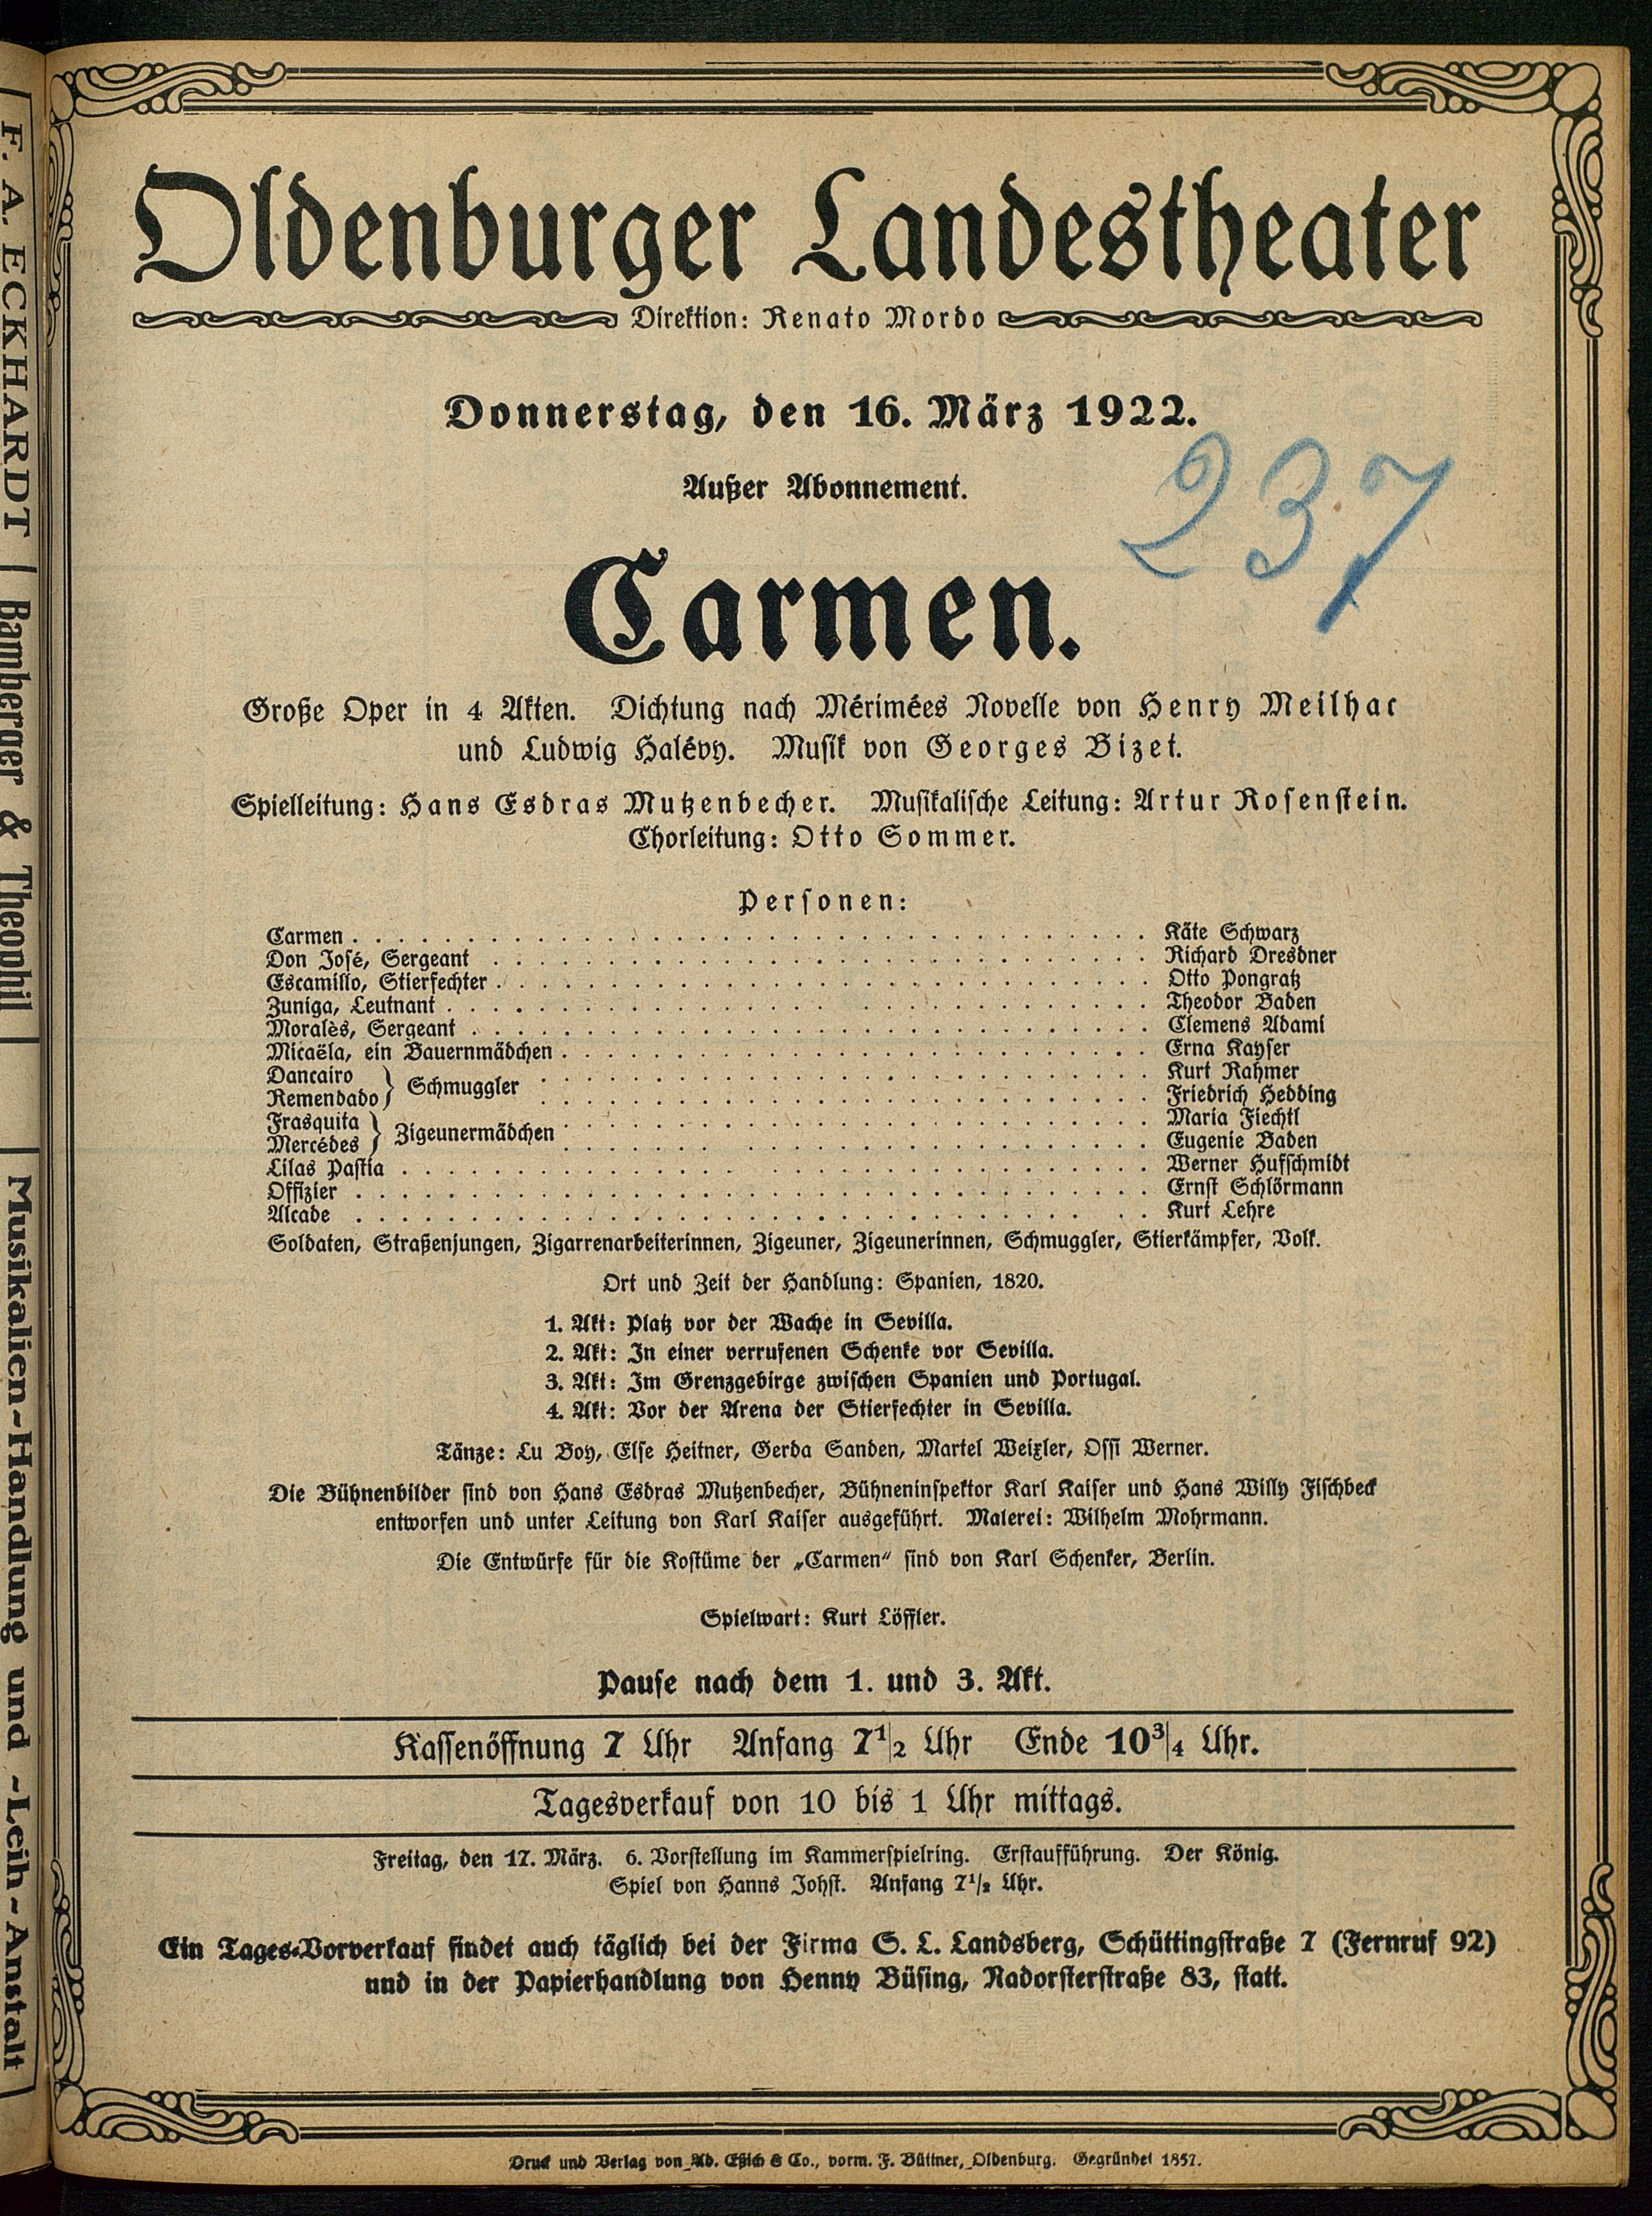 Oldenburger Landestheater
Direktion: Renato Mordo
Donnerstag, den 16. März 1922.
Außer Abonnement.
237
Carmen.
Große Oper in 4 Akten. Dichtung nach Mérimées Novelle von Henry Meilhac
und Ludwig Halévy. Musik von Georges Bizet.
Spielleitung: Hans Esdras Mutzenbecher. Musikalische Leitung: Artur Rosenstein.
Chorleitung: Otto Sommer.
Personen:
Carmen . . . Käte Schwarz
Don José, Sergeant . . . Richard Dresdner
Escamillo, Stierfechter . . . Otto Pongratz
Zuniga, Leutnant . . . Theodor Baden
Moralès, Sergeant . . . Clemens Adami
Micaëla, ein Bauernmädchen . . . Erna Kayser
Dancairo } Schmuggler . . . Kurt Rahmer
Remendado } . . . Friedrich Hedding
Frasquita } Zigeunermädchen . . . Maria Fiechtl
Mercédes } . . . Eugenie Baden
Lilas Pastia . . . Werner Hufschmidt
Offizier . . . Ernst Schlörmann
Alcade . . . Kurt Lehre
Soldaten, Straßenjungen, Zigarrenarbeiterinnen, Zigeuner, Zigeunerinnen, Schmuggler, Stierkämpfer, Volk.
Ort und Zeit der Handlung: Spanien, 1820.
1. Akt: Platz vor der Wache in Sevilla.
2. Akt: In einer verrufenen Schenke vor Sevilla.
3. Akt: Im Grenzgebirge zwischen Spanien und Portugal.
4. Akt: Vor der Arena der Stierfechter in Sevilla.
Tänze: Lu Boy, Else Heitner, Gerda Sanden, Martel Weixler, Ossi Werner.
Die Bühnenbilder sind von Hans Esdras Mutzenbecher, Bühneninspektor Karl Kaiser und Hans Willy Fischbeck
entworfen und unter Leitung von Karl Kaiser ausgeführt. Malerei: Wilhelm Mohrmann.
Die Entwürfe für die Kostüme der „Carmen“ sind von Karl Schenker, Berlin.
Spielwart: Kurt Löffler.
Pause nach dem 1. und 3. Akt.
Kassenöffnung 7 Uhr Anfang 7 1/2 Uhr Ende 10 3/4 Uhr.
Tagesverkauf von 10 bis 1 Uhr mittags.
Freitag, den 17. März. 6. Vorstellung im Kammerspielring. Erstaufführung. Der König.
Spiel von Hanns Johst. Anfang 7 1/2 Uhr.
Ein Tages-Vorverkauf findet auch täglich bei der Firma S. L. Landsberg, Schüttingstraße 7 (Fernruf 92)
und in der Papierhandlung von Henny Büsing, Nadorsterstraße 83, statt.
Druck und Verlag von Ad. Eßich & Co., vorm. F. Büttner, Oldenburg. Gegründet 1857.
F. A. ECKHARDT
Bamberger & Theophil
Musikalien-Handlung und -Leih-Anstalt